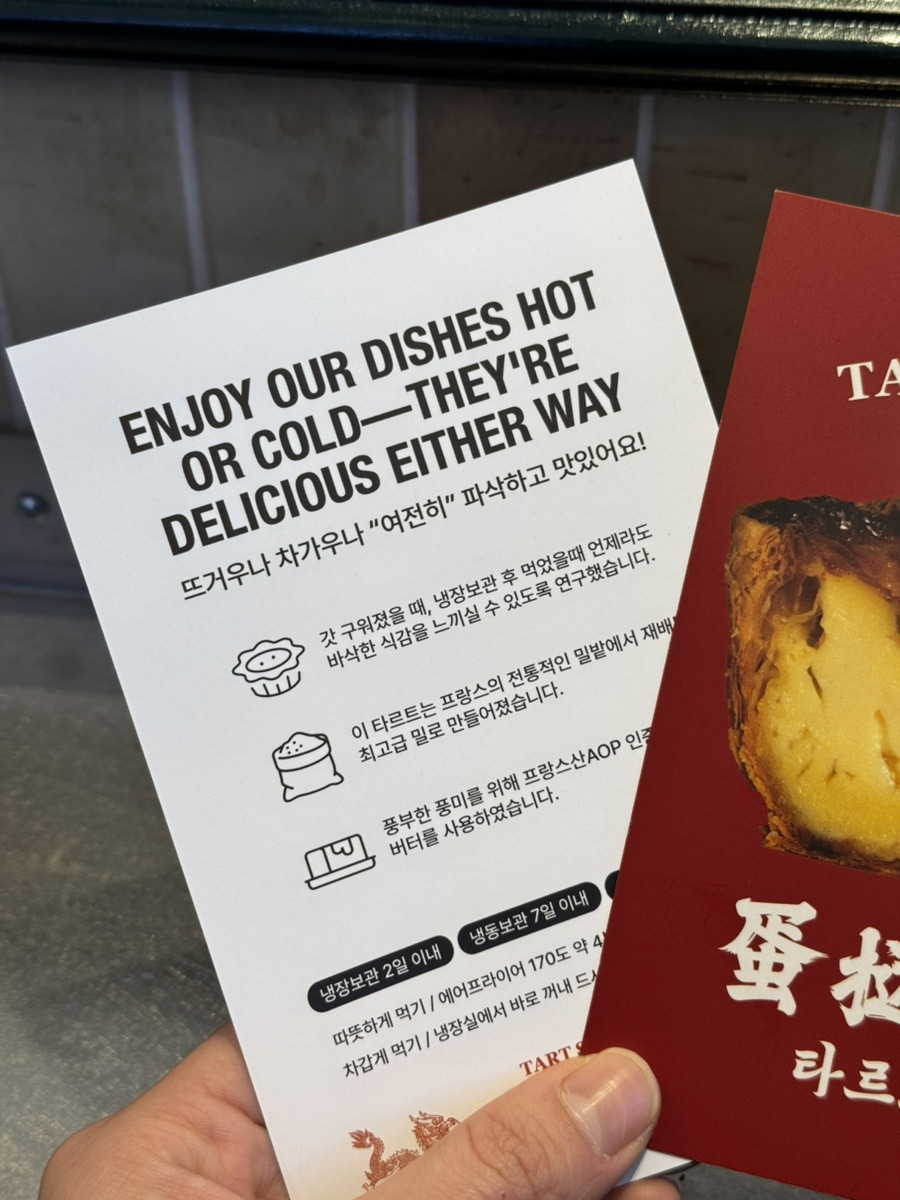 ENJOY OUR DISHES HOT
OR COLD—THEY'RE
DELICIOUS EITHER WAY
뜨거우나 차가우나 “여전히” 파삭하고 맛있어요!
갓 구워졌을 때, 냉장보관 후 먹었을때 언제라도
바삭한 식감을 느끼실 수 있도록 연구했습니다.
이 타르트는 프랑스의 전통적인 밀밭에서
최고급 밀로 만들어졌습니다.
풍부한 풍미를 위해 프랑스산AOP
버터를 사용하였습니다.
냉장보관 2일 이내
냉동보관 7일 이내
따뜻하게 먹기 / 에어프라이어 170도 약
차갑게 먹기 / 냉장실에서 바로 꺼내
TART
TA
蛋挞
타르